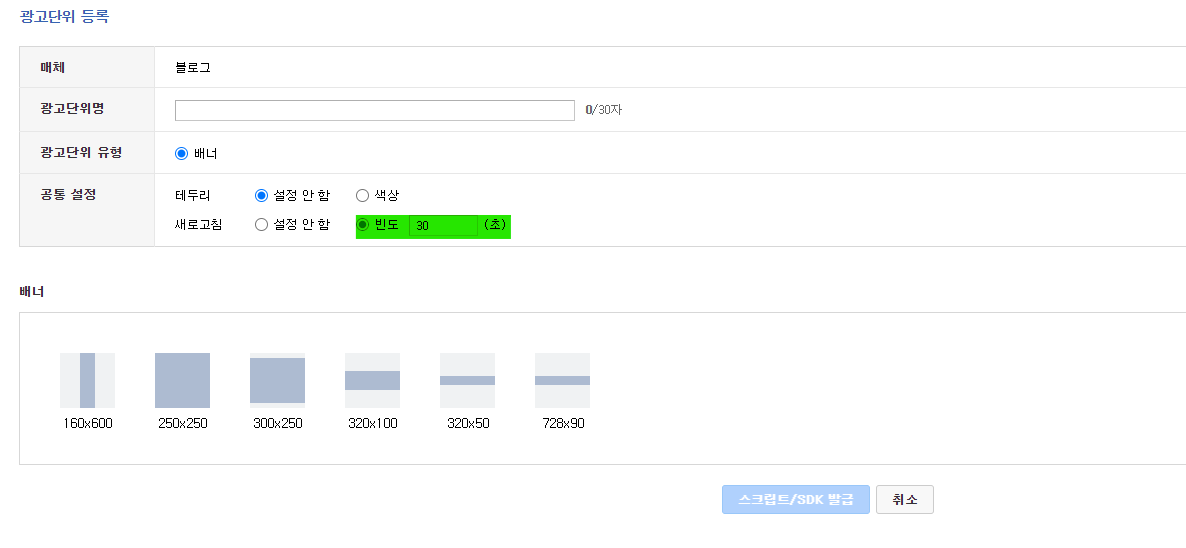 광고단위 등록
매체 블로그
광고단위명 0/30자
광고단위 유형 배너
공통 설정 테두리 설정 안 함 색상
새로고침 설정 안 함 빈도 30 (초)
배너
160x600 250x250 300x250 320x100 320x50 728x90
스크립트/SDK 발급 취소